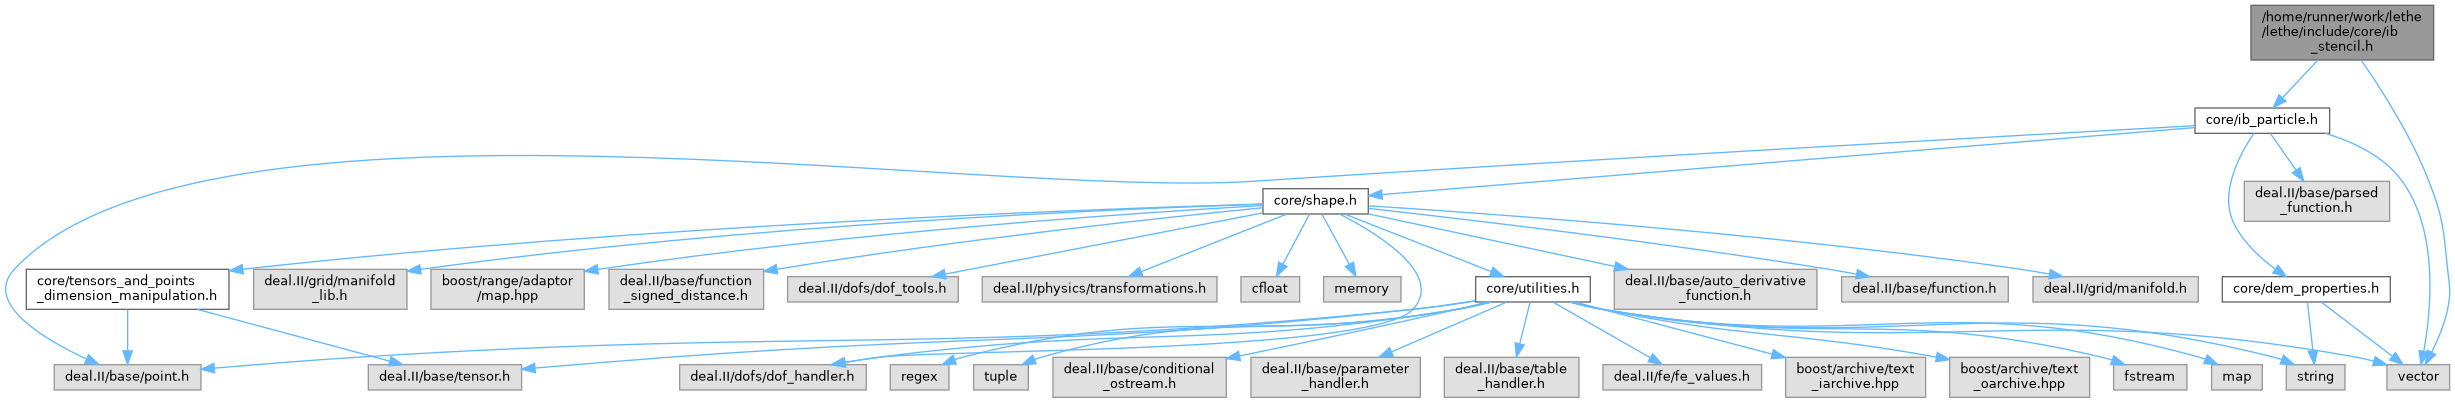 /home/runner/work/lethe
/lethe/include/core/ib
_stencil.h
core/ib_particle.h
deal.II/base/parsed
_function.h
core/shape.h
core/tensors_and_points
_dimension_manipulation.h
deal.II/grid/manifold
_lib.h
boost/range/adaptor
/map.hpp
deal.II/base/function
_signed_distance.h
deal.II/dofs/dof_tools.h
deal.II/physics/transformations.h
cfloat
memory
core/utilities.h
deal.II/base/auto_derivative
_function.h
deal.II/base/function.h
deal.II/grid/manifold.h
core/dem_properties.h
deal.II/base/point.h
deal.II/base/tensor.h
deal.II/dofs/dof_handler.h
regex
tuple
deal.II/base/conditional
_ostream.h
deal.II/base/parameter
_handler.h
deal.II/base/table
_handler.h
deal.II/fe/fe_values.h
boost/archive/text
_iarchive.hpp
boost/archive/text
_oarchive.hpp
fstream
map
string
vector